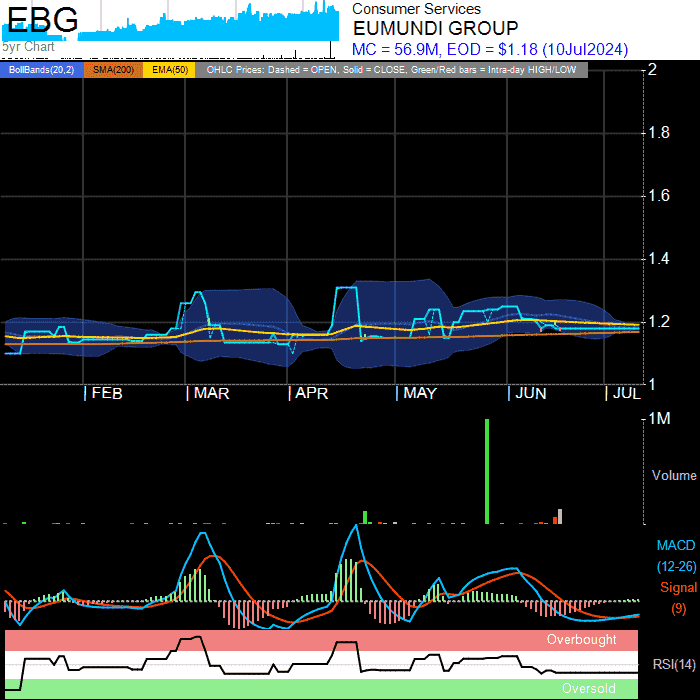 EBG
5yr Chart
Consumer Services
EUMUNDI GROUP
MC = 56.9M, EOD = $1.18 (10Jul2024)
BollBands(20,2) SMA(200) EMA(50) OHLC Prices: Dashed = OPEN, Solid = CLOSE, Green/Red bars = Intra-day HIGH/LOW
2
1.8
1.6
1.4
1.2
1
FEB MAR APR MAY JUN JUL
1M
Volume
MACD
(12-26)
Signal
(9)
Overbought
RSI(14)
Oversold